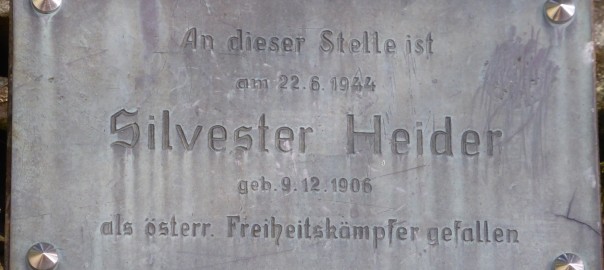 An dieser Stelle ist
am 22.6.1944
Silvester Heider
geb. 9.12.1906
als österr. Freiheitskämpfer gefallen